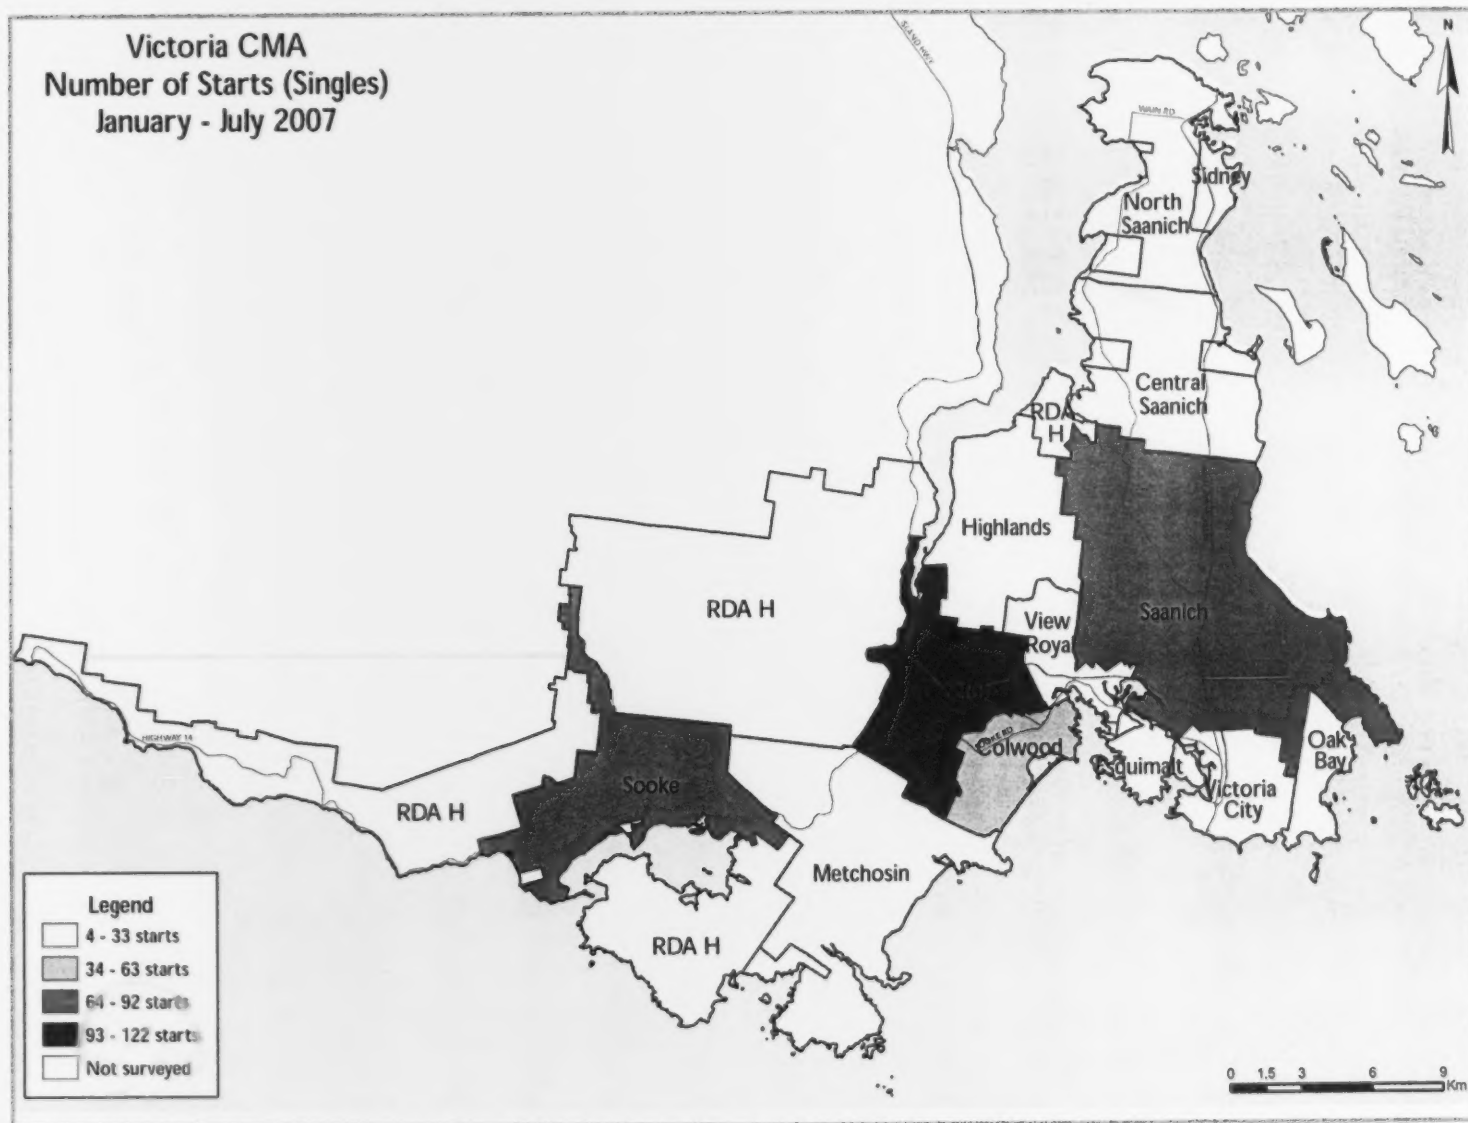 Victoria CMA
Number of Starts (Singles)
January - July 2007
N
WAIN RD
Sidney
North
Saanich
Central
Saanich
RDA
H
Highlands
RDA H
View
Royal
Saanich
HIGHWAY 14
Colwood
Oak
Bay
Esquimalt
Sooke
Victoria
City
RDA H
Metchosin
RDA H
Legend
4 - 33 starts
34 - 63 starts
64 - 92 starts
93 - 122 starts
Not surveyed
0 1.5 3 6 9
Km